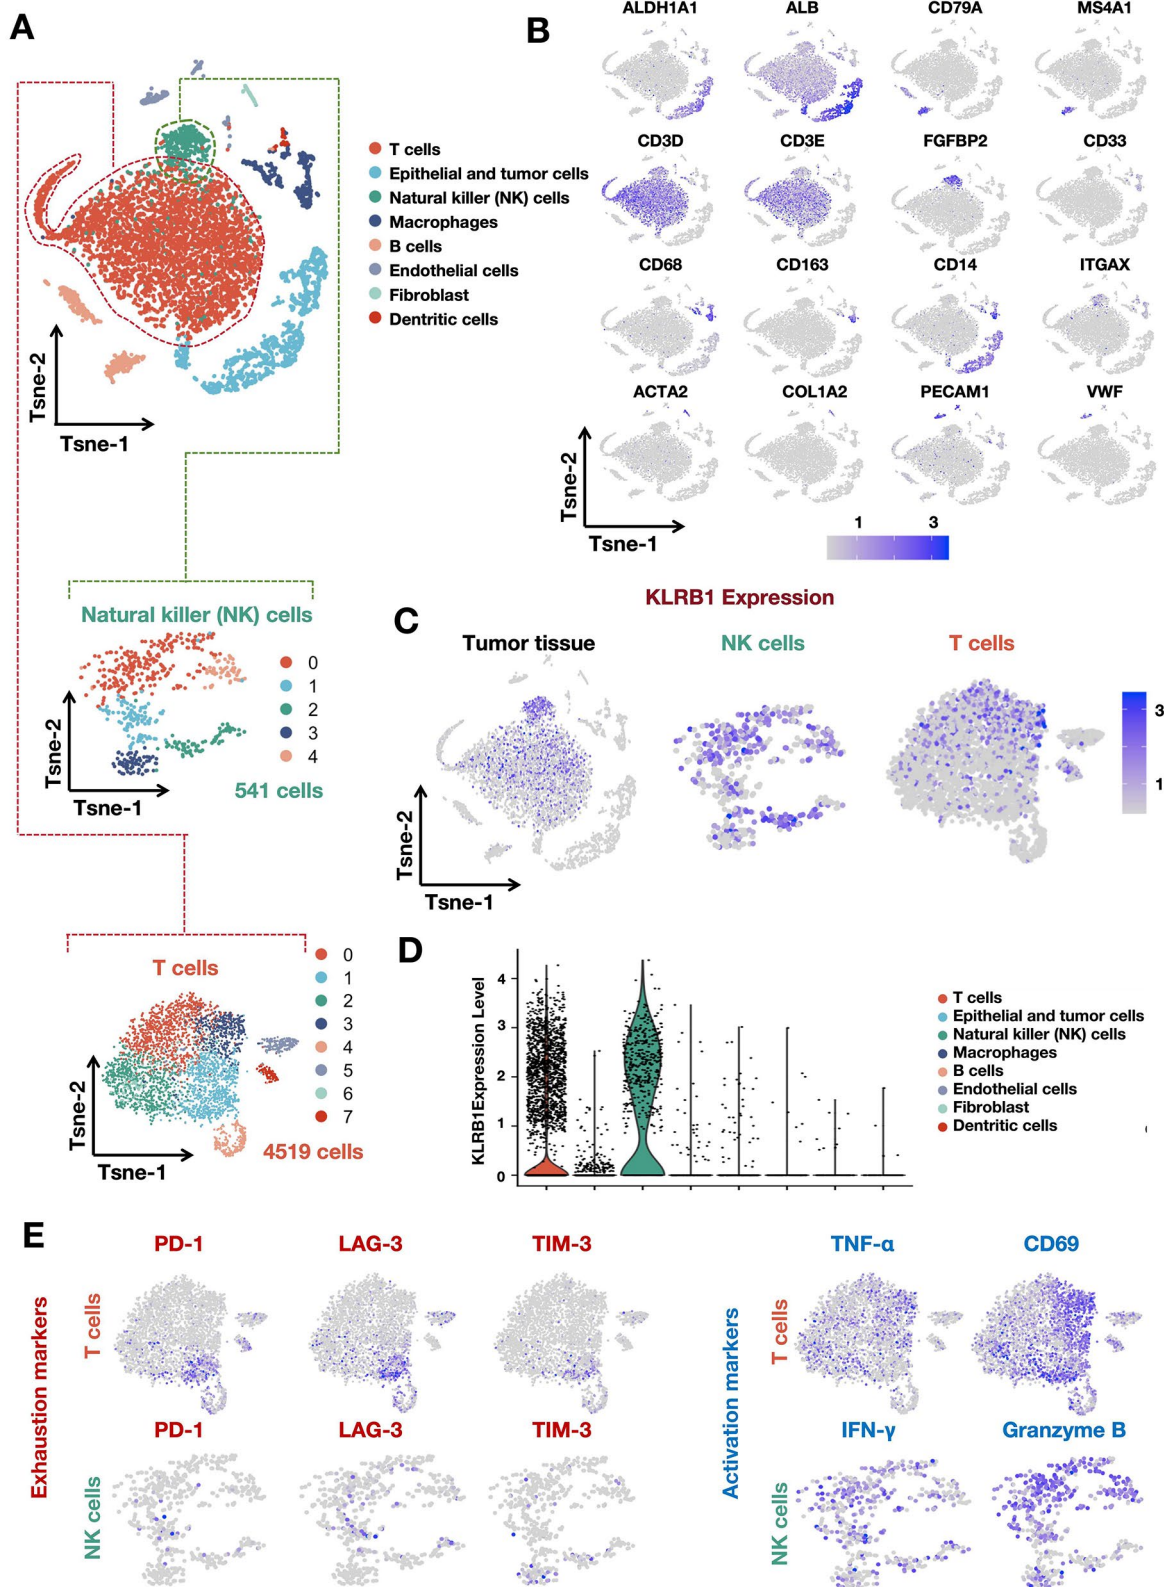 A
T cells
Epithelial and tumor cells
Natural killer (NK) cells
Macrophages
B cells
Endothelial cells
Fibroblast
Dentritic cells
Tsne-2
Tsne-1
Natural killer (NK) cells
0
1
2
3
4
Tsne-2
Tsne-1
541 cells
T cells
0
1
2
3
4
5
6
7
Tsne-2
Tsne-1
4519 cells
B
ALDH1A1 ALB CD79A MS4A1
CD3D CD3E FGFBP2 CD33
CD68 CD163 CD14 ITGAX
ACTA2 COL1A2 PECAM1 VWF
Tsne-2
Tsne-1
1 3
C
KLRB1 Expression
Tumor tissue NK cells T cells
Tsne-2
Tsne-1
3
1
D
KLRB1Expression Level
4
3
2
1
0
T cells
Epithelial and tumor cells
Natural killer (NK) cells
Macrophages
B cells
Endothelial cells
Fibroblast
Dentritic cells
E
Exhaustion markers
T cells
PD-1 LAG-3 TIM-3
NK cells
PD-1 LAG-3 TIM-3
Activation markers
T cells
TNF-α CD69
NK cells
IFN-γ Granzyme B